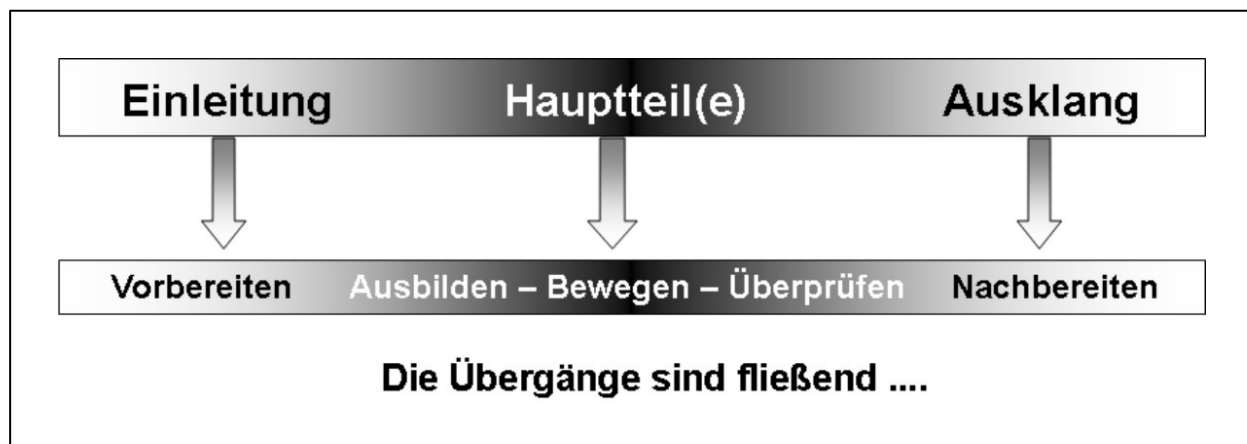 Einleitung Hauptteil(e) Ausklang
Vorbereiten Ausbilden – Bewegen – Überprüfen Nachbereiten
Die Übergänge sind fließend ....